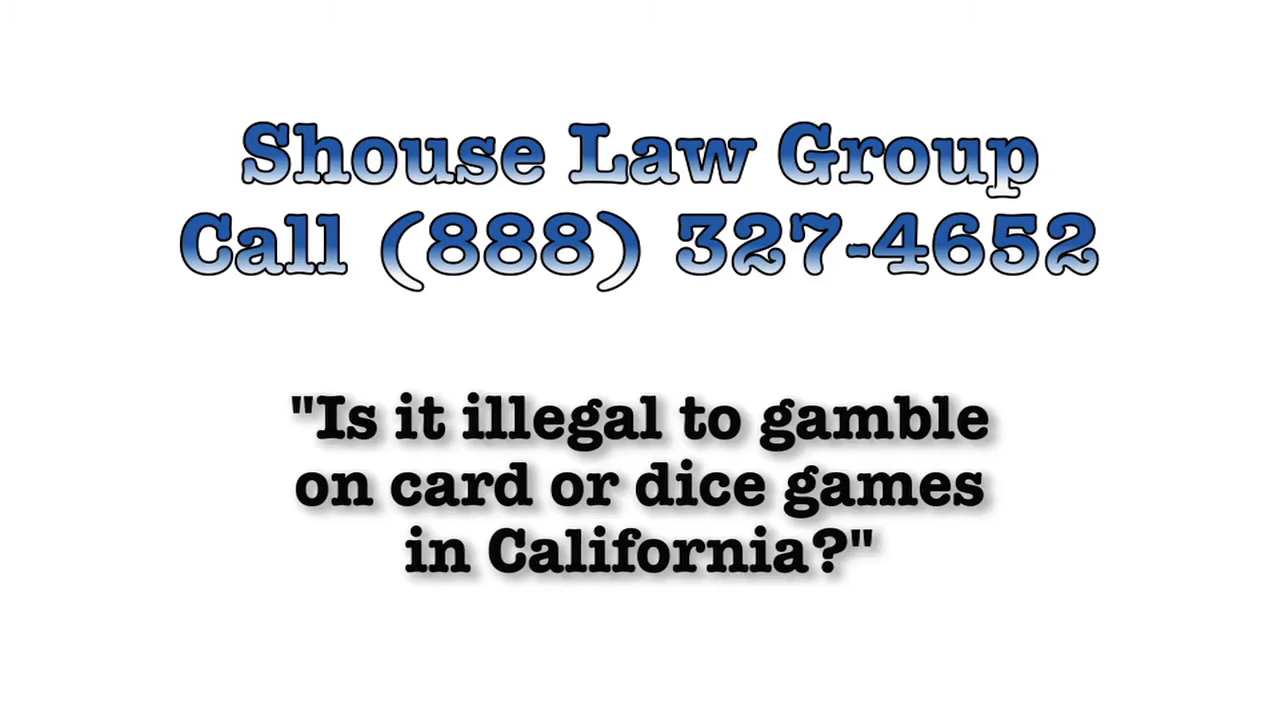 Shouse Law Group
Call (888) 327-4652
"Is it illegal to gamble
on card or dice games
in California?"